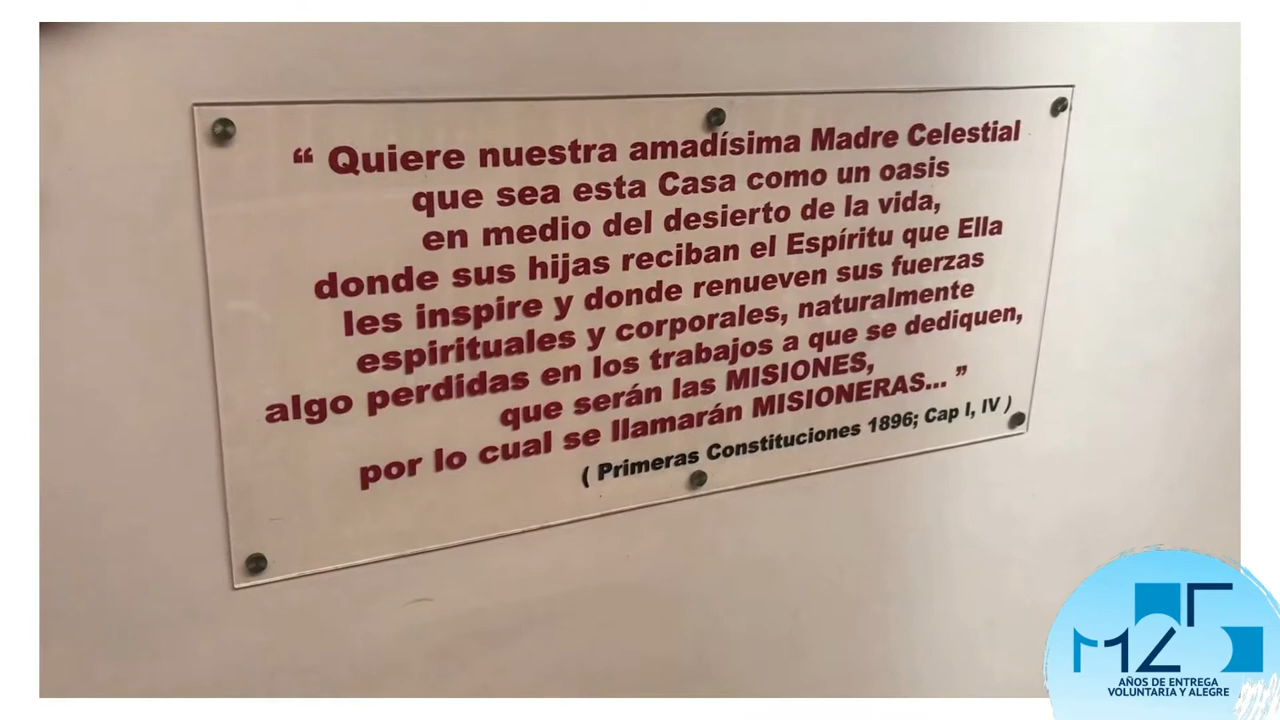 “ Quiere nuestra amadísima Madre Celestial
que sea esta Casa como un oasis
en medio del desierto de la vida,
donde sus hijas reciban el Espíritu que Ella
les inspire y donde renueven sus fuerzas
espirituales y corporales, naturalmente
algo perdidas en los trabajos a que se dediquen,
que serán las MISIONES,
por lo cual se llamarán MISIONERAS... ”
( Primeras Constituciones 1896; Cap I, IV )
125
AÑOS DE ENTREGA
VOLUNTARIA Y ALEGRE